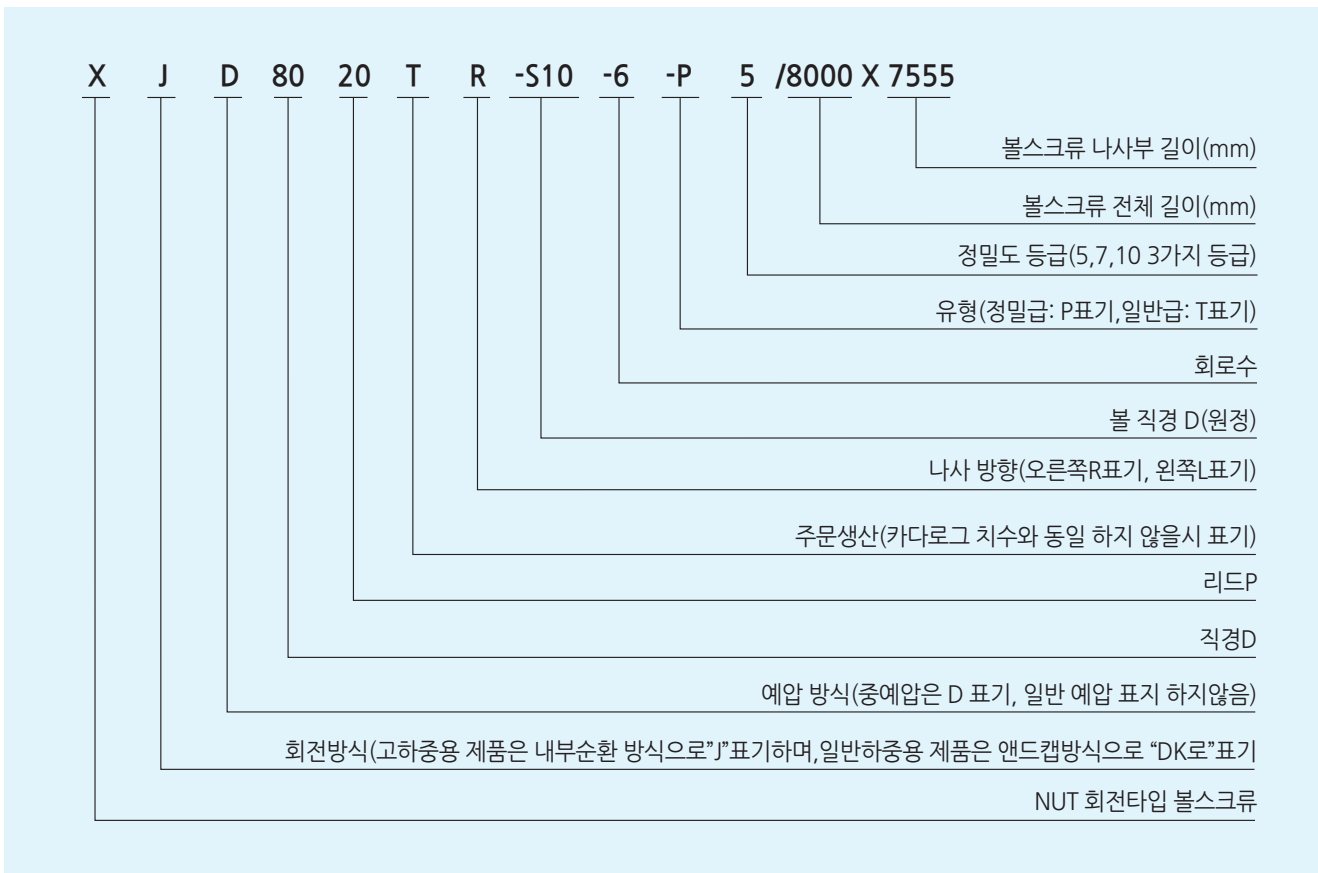 X J D 80 20 T R -S10 -6 -P 5 /8000 X 7555
볼스크류 나사부 길이(mm)
볼스크류 전체 길이(mm)
정밀도 등급(5,7,10 3가지 등급)
유형(정밀급: P표기,일반급: T표기)
회로수
볼 직경 D(원정)
나사 방향(오른쪽R표기, 왼쪽L표기)
주문생산(카다로그 치수와 동일 하지 않을시 표기)
리드P
직경D
예압 방식(중예압은 D 표기, 일반 예압 표지 하지않음)
회전방식(고하중용 제품은 내부순환 방식으로"J"표기하며,일반하중용 제품은 앤드캡방식으로 “DK로”표기
NUT 회전타입 볼스크류